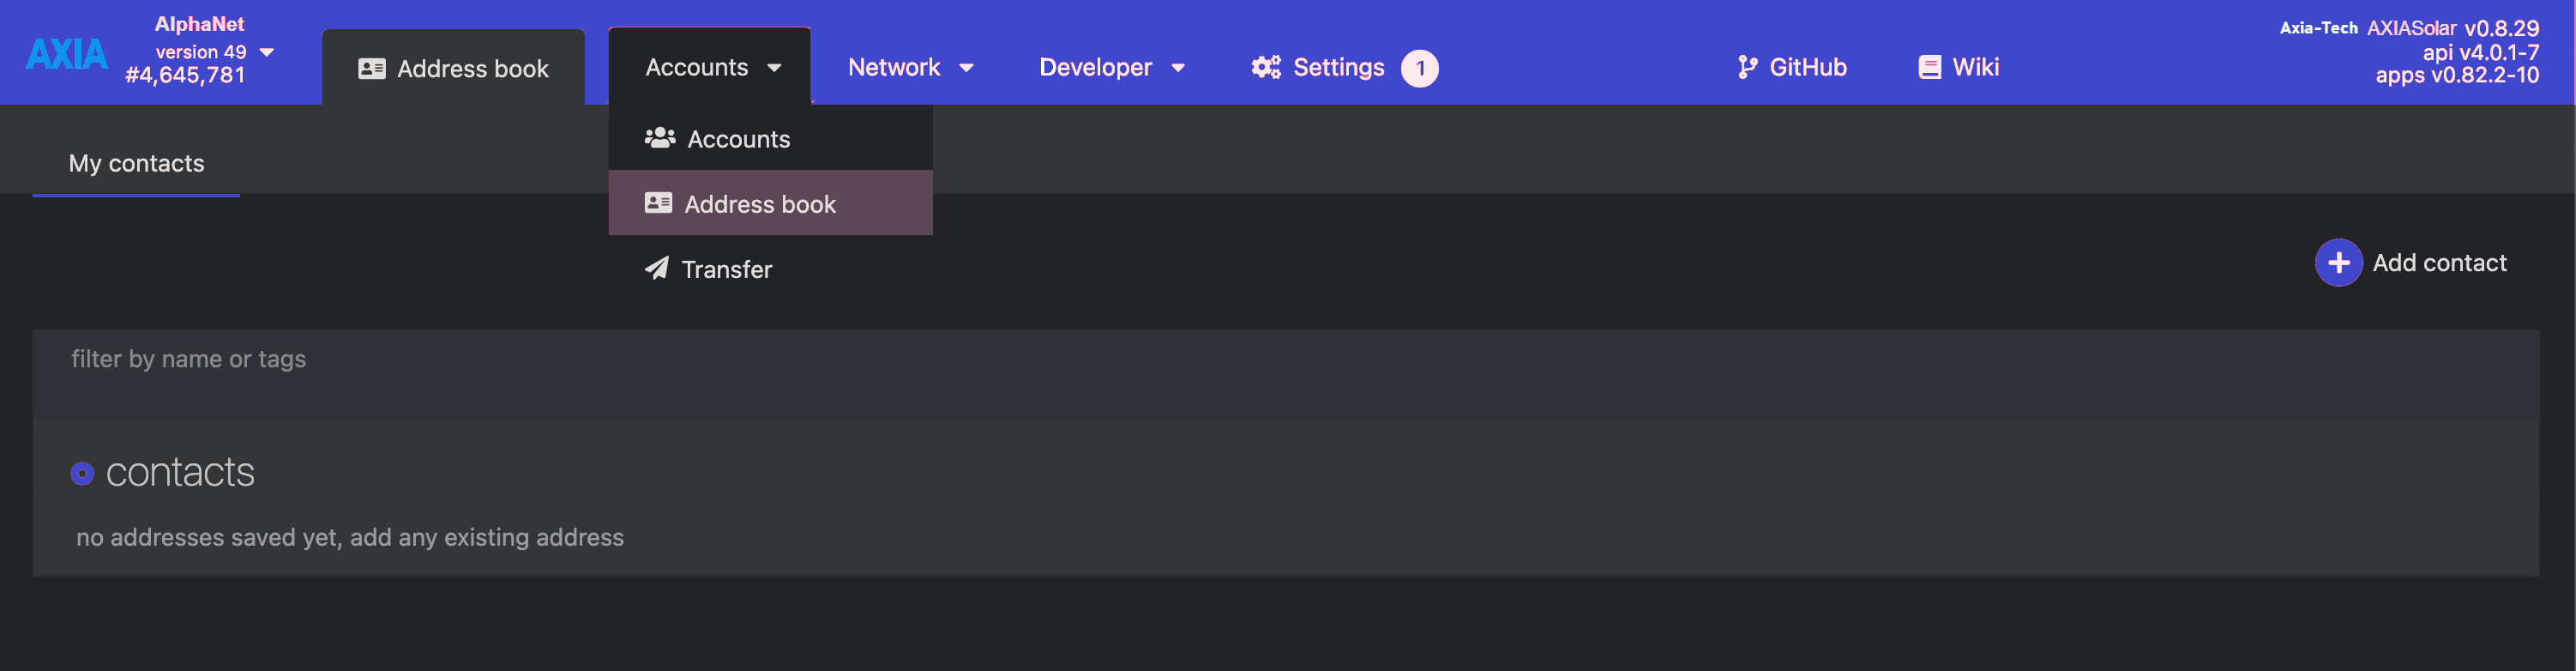 AXIA
AlphaNet
version 49
#4,645,781
Address book
Accounts
Network
Developer
Settings
1
GitHub
Wiki
Axia-Tech AXIASolar v0.8.29
api v4.0.1-7
apps v0.82.2-10
Accounts
Address book
Transfer
My contacts
Add contact
filter by name or tags
contacts
no addresses saved yet, add any existing address